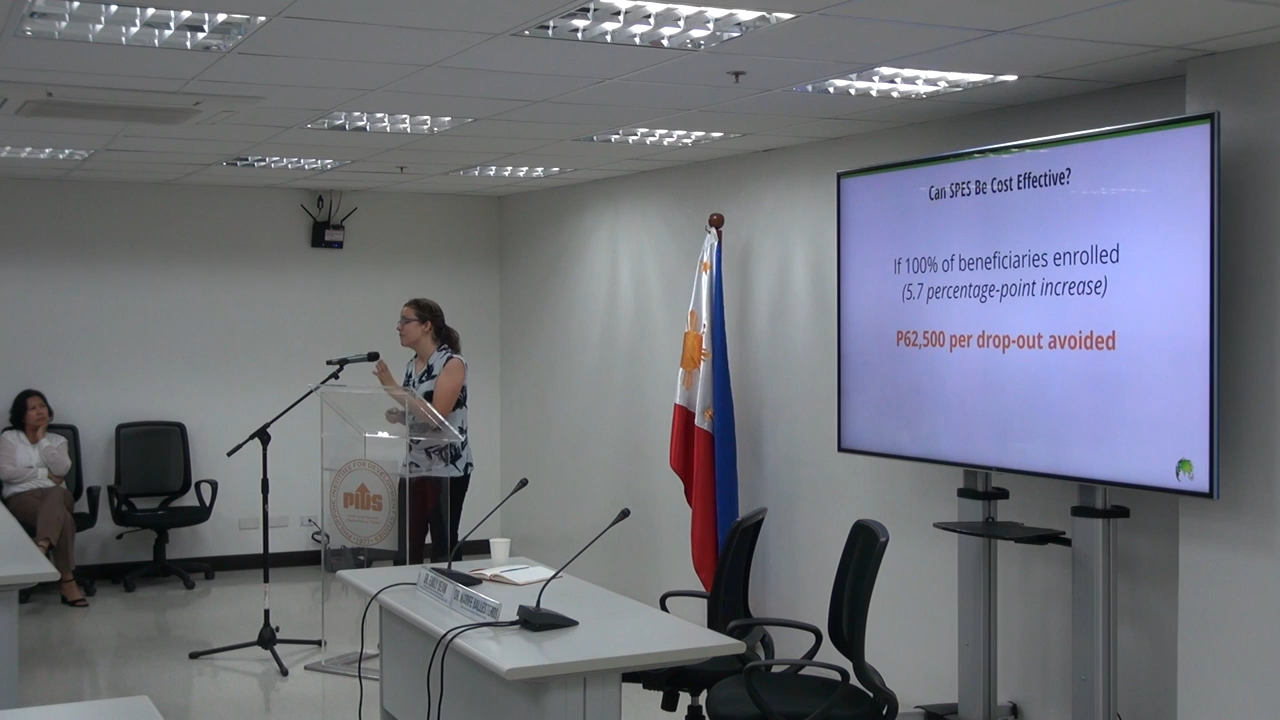 Can SPES Be Cost Effective?
If 100% of beneficiaries enrolled
(5.7 percentage-point increase)
P62,500 per drop-out avoided